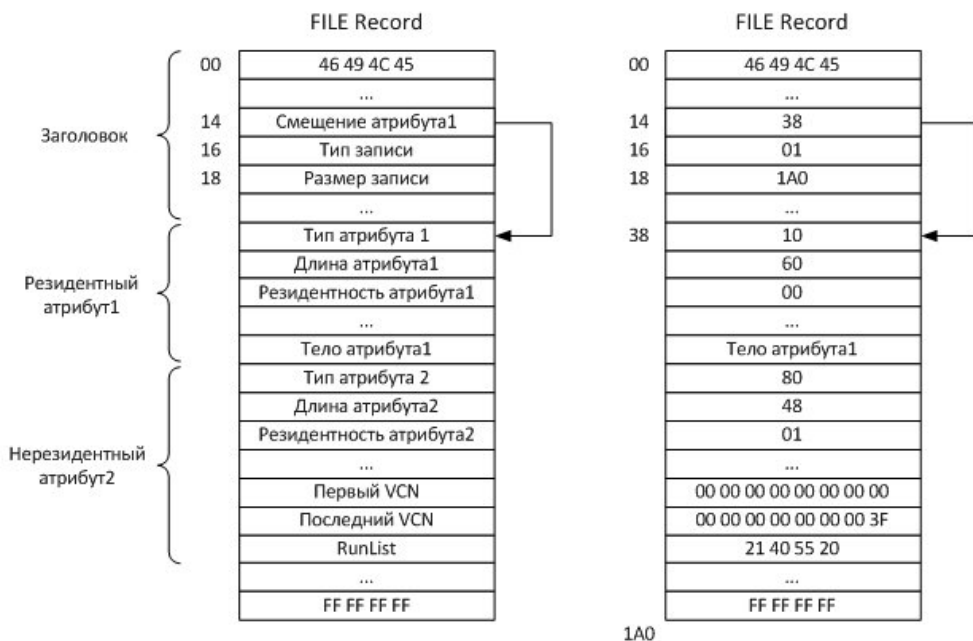 FILE Record
FILE Record
00 46 49 4C 45 00 46 49 4C 45
... ...
14 Смещение атрибута1 14 38
Заголовок
16 Тип записи 16 01
18 Размер записи 18 1A0
... ...
Тип атрибута 1 38 10
Длина атрибута1 60
Резидентный
атрибут1
Резидентность атрибута1 00
... ...
Тело атрибута1 Тело атрибута1
Тип атрибута 2 80
Длина атрибута2 48
Резидентность атрибута2 01
Нерезидентный
атрибут2
... ...
Первый VCN 00 00 00 00 00 00 00 00
Последний VCN 00 00 00 00 00 00 00 3F
RunList 21 40 55 20
... ...
FF FF FF FF FF FF FF FF
1A0